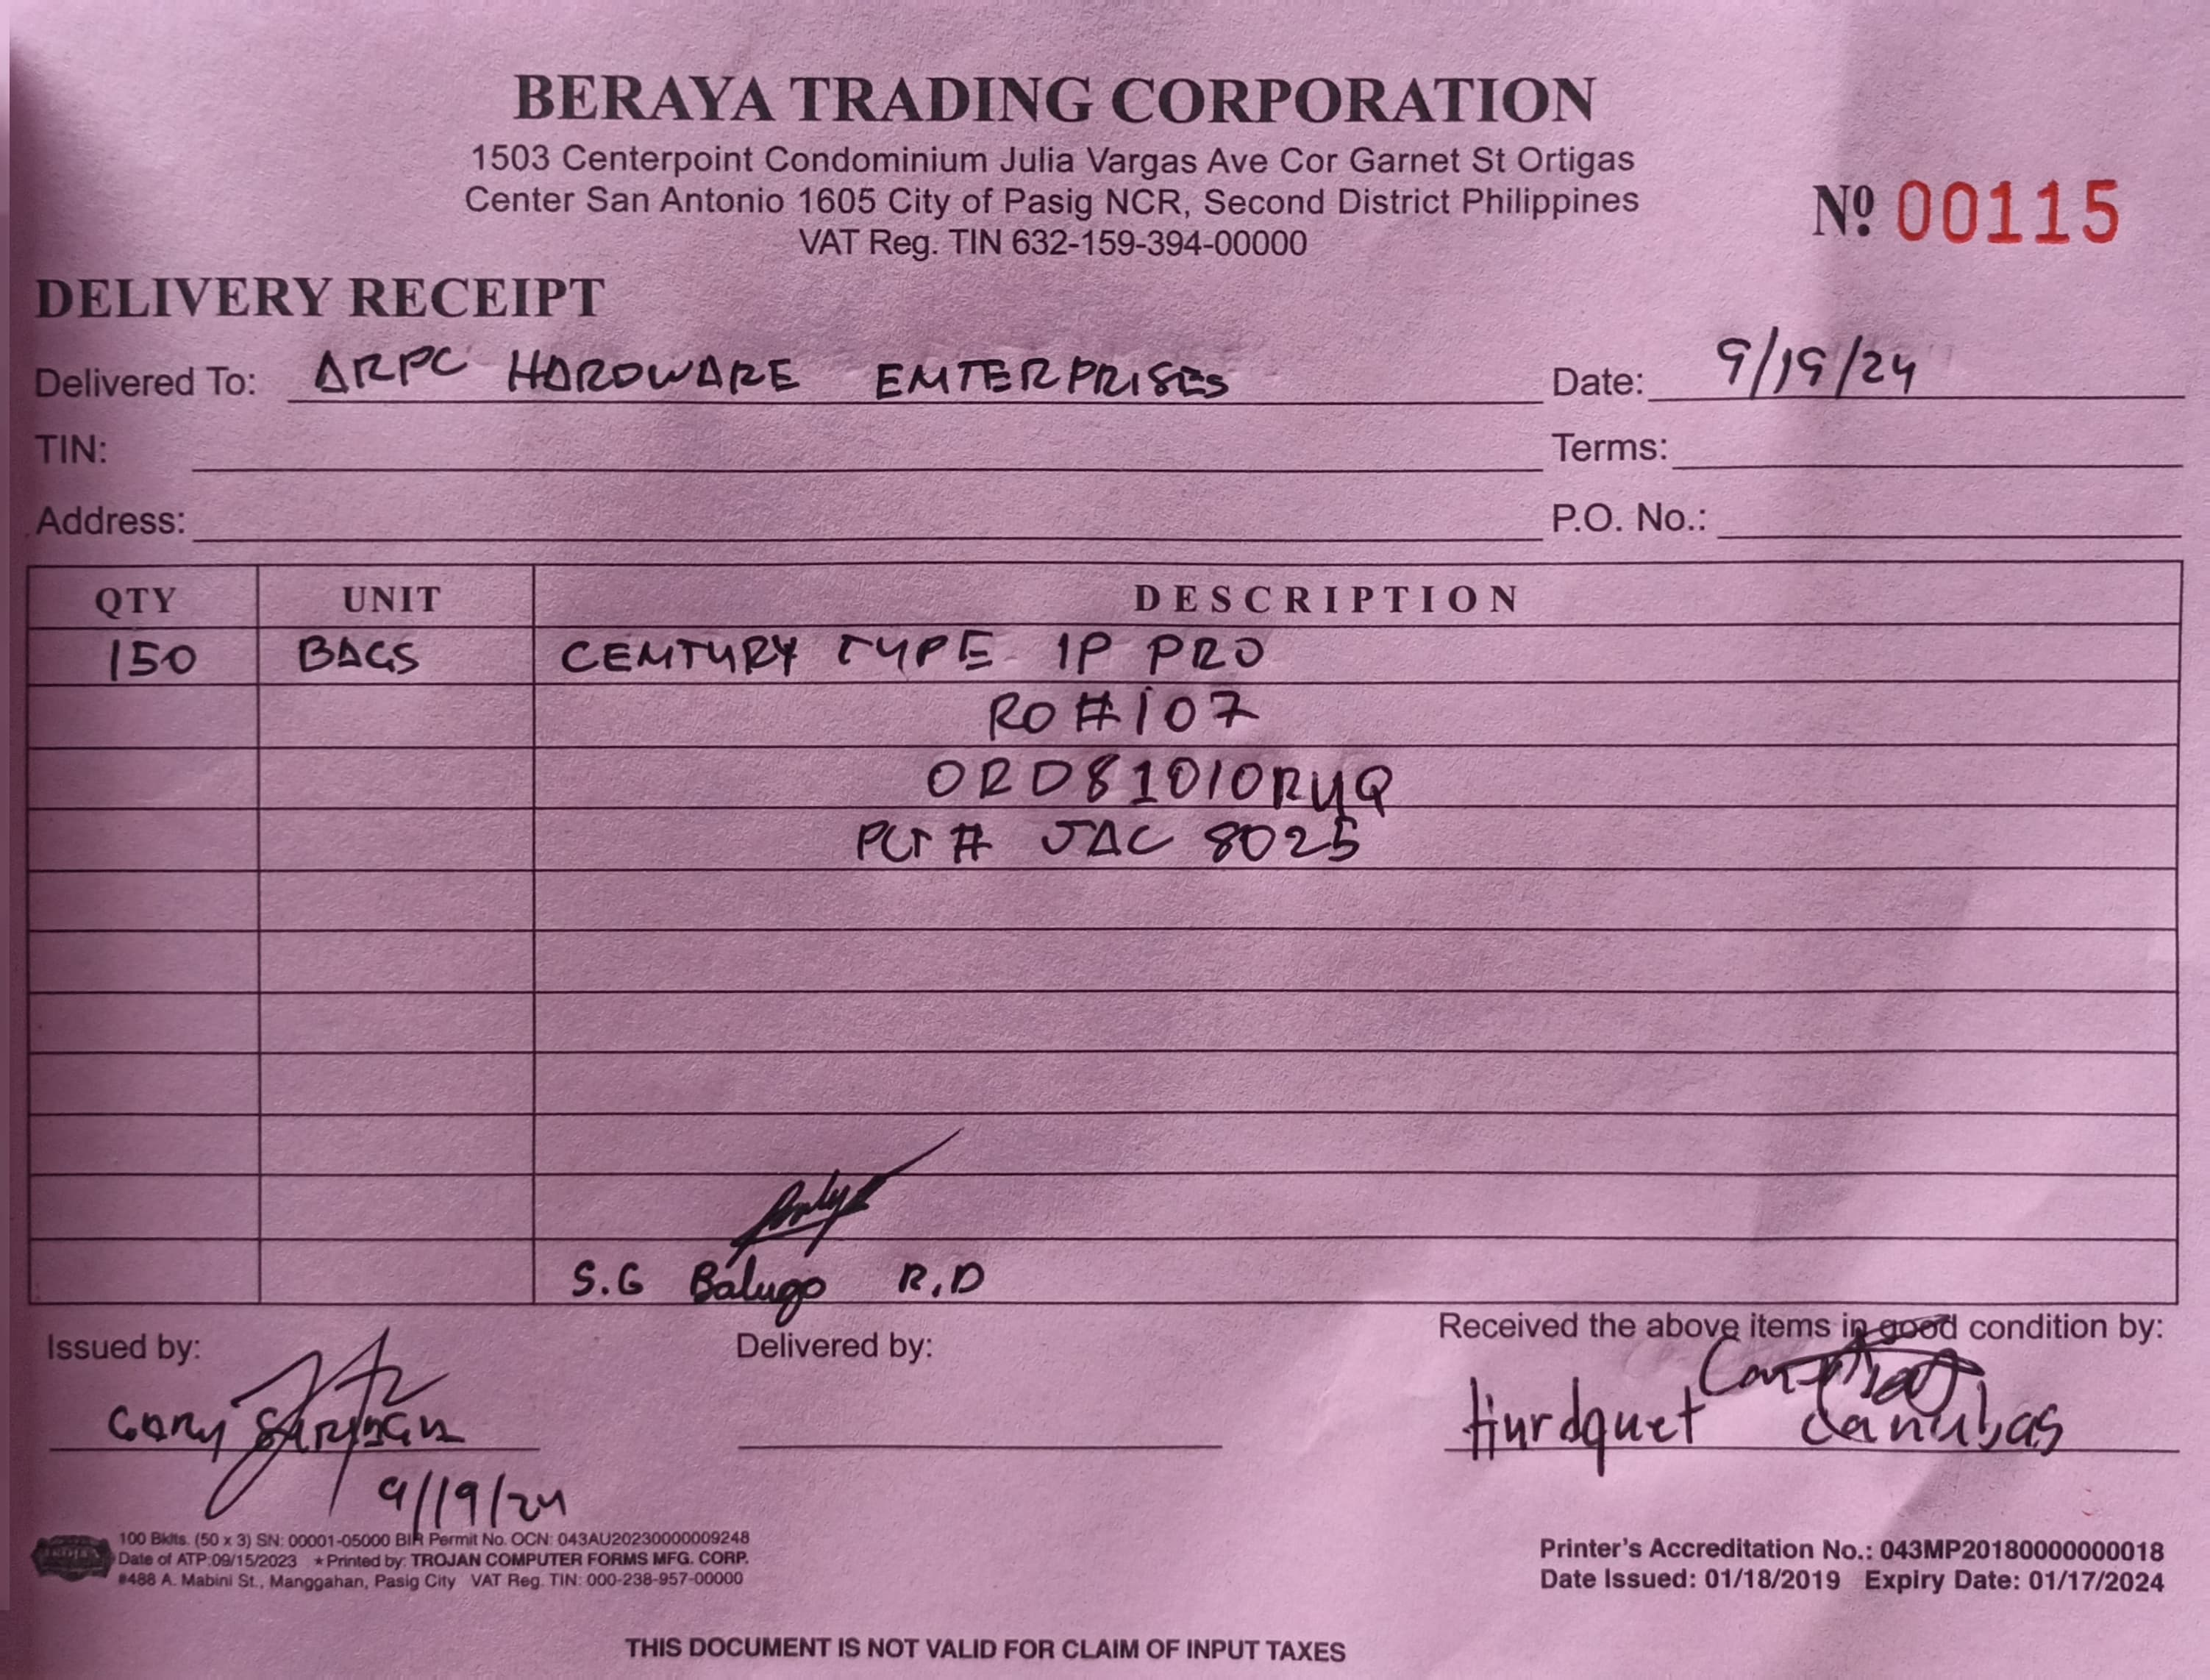 BERAYA TRADING CORPORATION
1503 Centerpoint Condominium Julia Vargas Ave Cor Garnet St Ortigas
Center San Antonio 1605 City of Pasig NCR, Second District Philippines
VAT Reg. TIN 632-159-394-00000
Nº 00115
DELIVERY RECEIPT
Delivered To: ARPC HARDWARE ENTERPRISES Date: 9/19/24
TIN: Terms:
Address: P.O. No.:
QTY UNIT DESCRIPTION
150 BAGS CENTURY TYPE 1P PRO
RO #107
ORD81010RUQ
PLT # JAC 8025
S.G Balugo R.D
Issued by: Delivered by: Received the above items in good condition by:
Gary
9/19/24
100 Bklts. (50 x 3) SN: 00001-05000 BIR Permit No. OCN: 043AU20230000009248
Date of ATP:09/15/2023 ★Printed by: TROJAN COMPUTER FORMS MFG. CORP.
#488 A. Mabini St., Manggahan, Pasig City VAT Reg. TIN: 000-238-957-00000
Printer's Accreditation No.: 043MP20180000000018
Date Issued: 01/18/2019 Expiry Date: 01/17/2024
THIS DOCUMENT IS NOT VALID FOR CLAIM OF INPUT TAXES